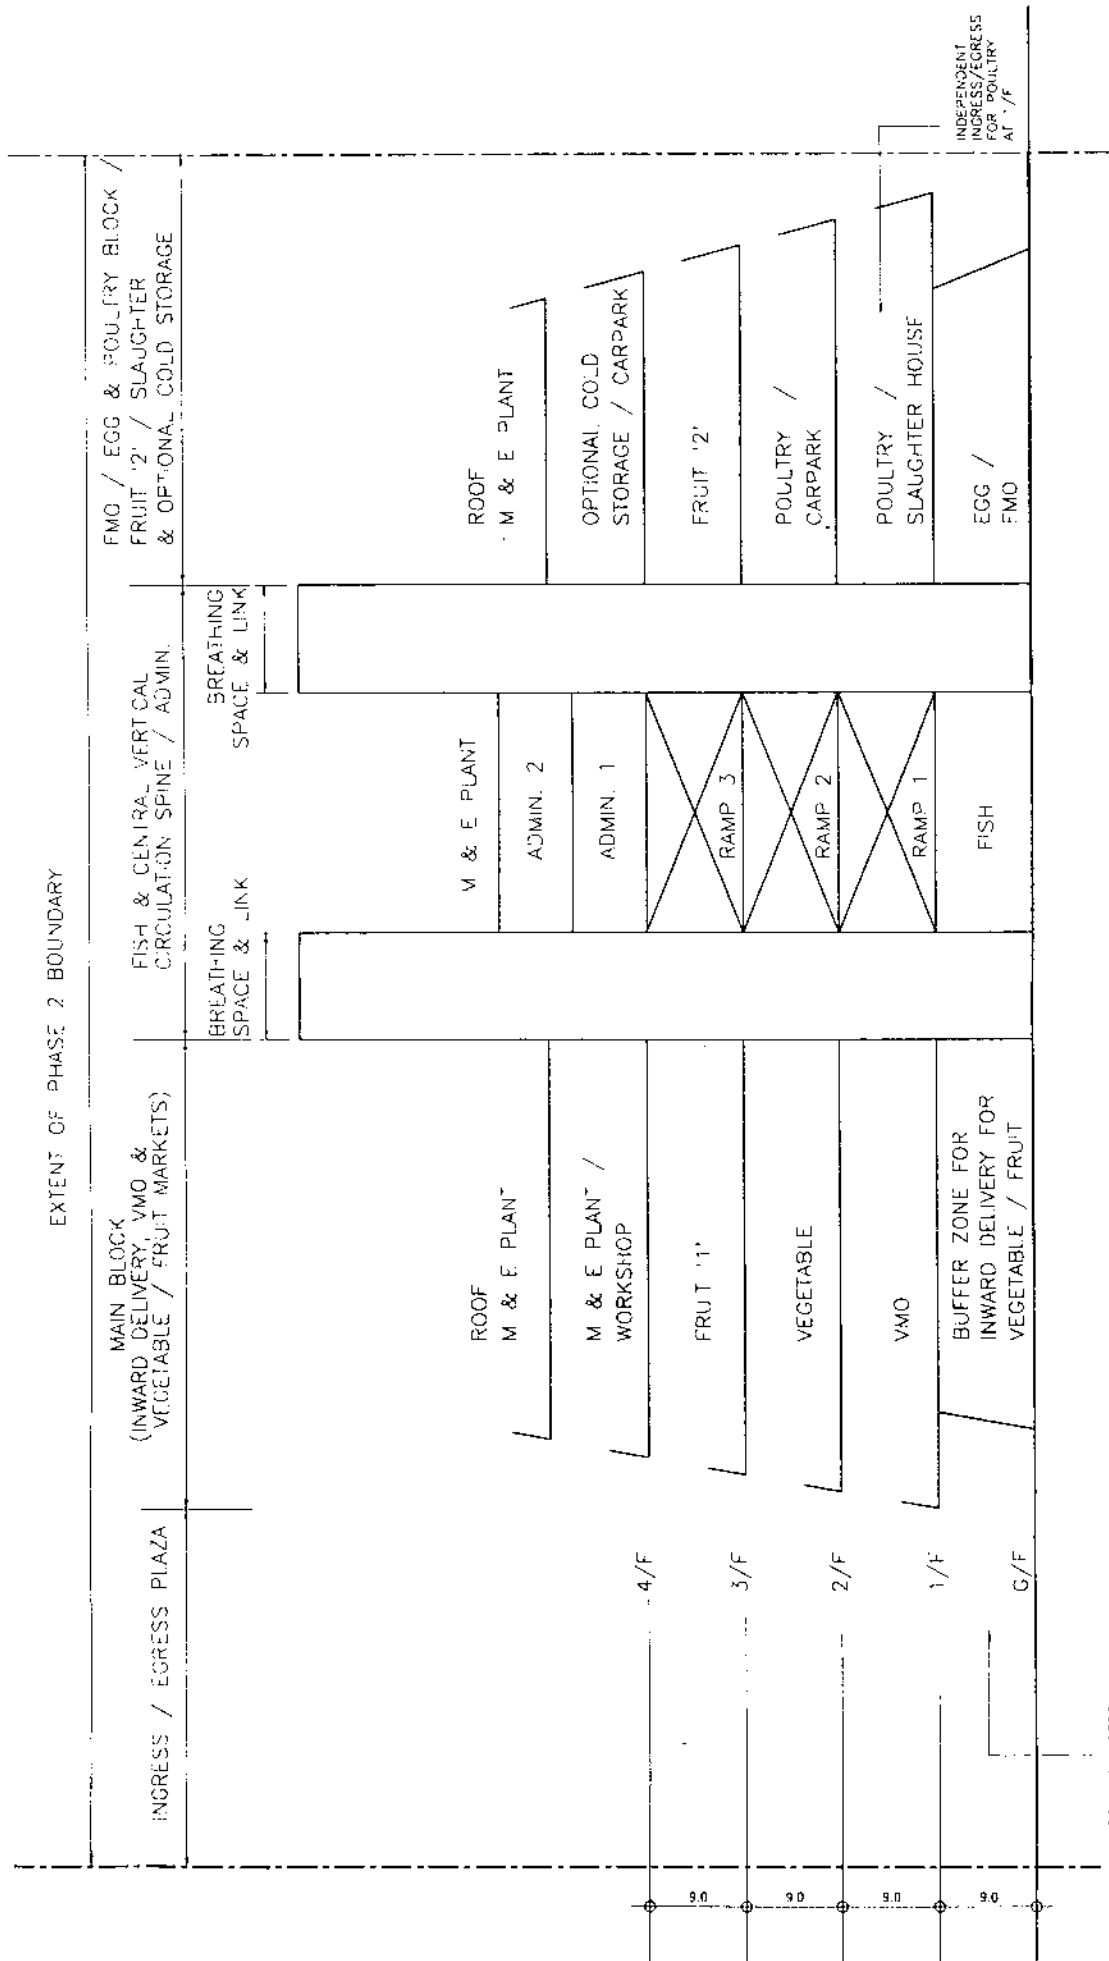 EXTENT OF PHASE 2 BOUNDARY
INGRESS / EGRESS PLAZA
MAIN BLOCK
(INWARD DELIVERY, VMO &
VEGETABLE / FRUIT MARKETS)
FISH & CENTRAL VERTICAL
CIRCULATION SPINE / ADMIN.
FMO / EGG & POULTRY BLOCK /
FRUIT '2' / SLAUGHTER
& OPTIONAL COLD STORAGE
BREATHING
SPACE & LINK
BREATHING
SPACE & LINK
ROOF
M & E PLANT
M & E PLANT /
WORKSHOP
FRUIT '1'
VEGETABLE
VMO
BUFFER ZONE FOR
INWARD DELIVERY FOR
VEGETABLE / FRUIT
M & E PLANT
ADMIN. 2
ADMIN. 1
RAMP 3
RAMP 2
RAMP 1
FISH
ROOF
M & E PLANT
OPTIONAL COLD
STORAGE / CARPARK
FRUIT '2'
POULTRY /
CARPARK
POULTRY /
SLAUGHTER HOUSE
EGG /
FMO
INDEPENDENT
INGRESS/EGRESS
FOR POULTRY
AT 1/F
4/F
3/F
2/F
1/F
G/F
9.0
9.0
9.0
9.0